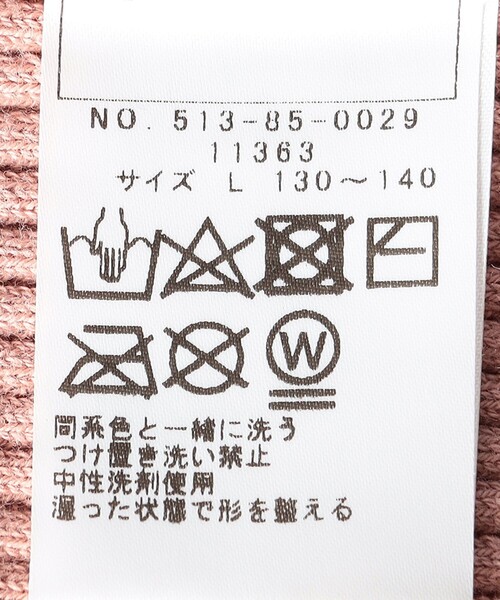 NO. 513-85-0029
11363
サイズ L 130～140
W
同系色と一緒に洗う
つけ置き洗い禁止
中性洗剤使用
湿った状態で形を整える